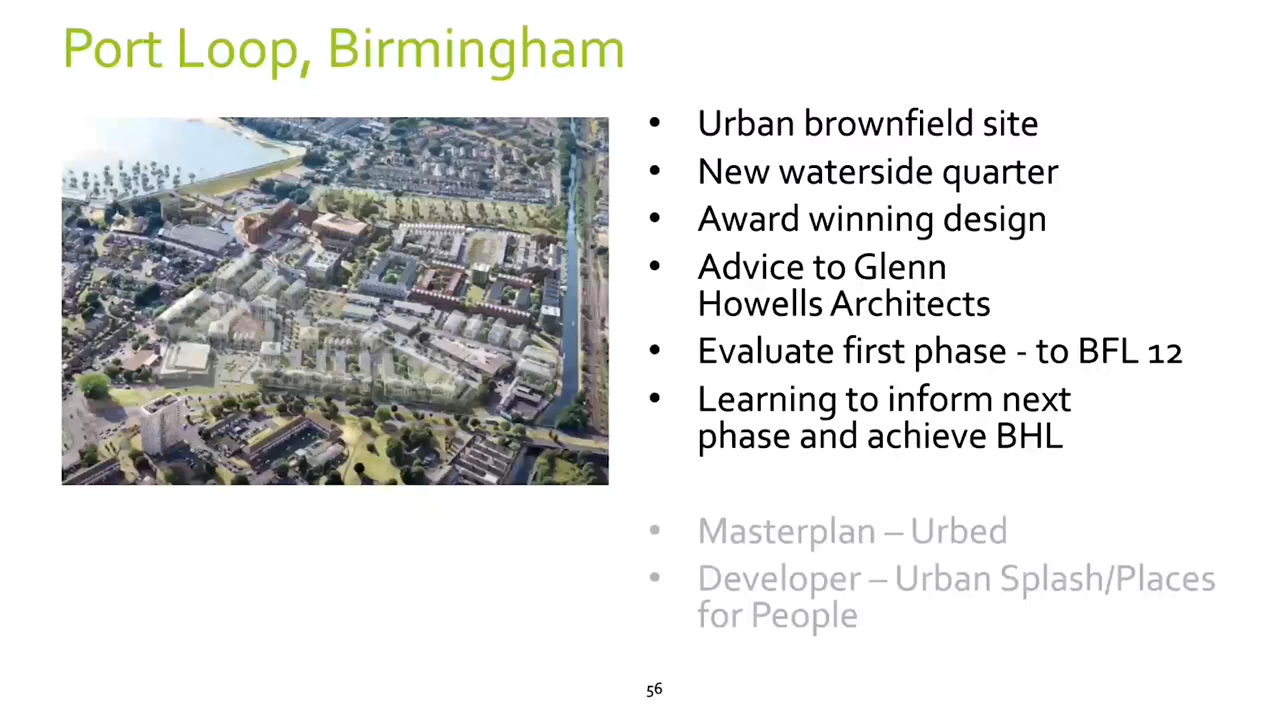 Port Loop, Birmingham
• Urban brownfield site
• New waterside quarter
• Award winning design
• Advice to Glenn
Howells Architects
• Evaluate first phase - to BFL 12
• Learning to inform next
phase and achieve BHL
• Masterplan – Urbed
• Developer – Urban Splash/Places
for People
56